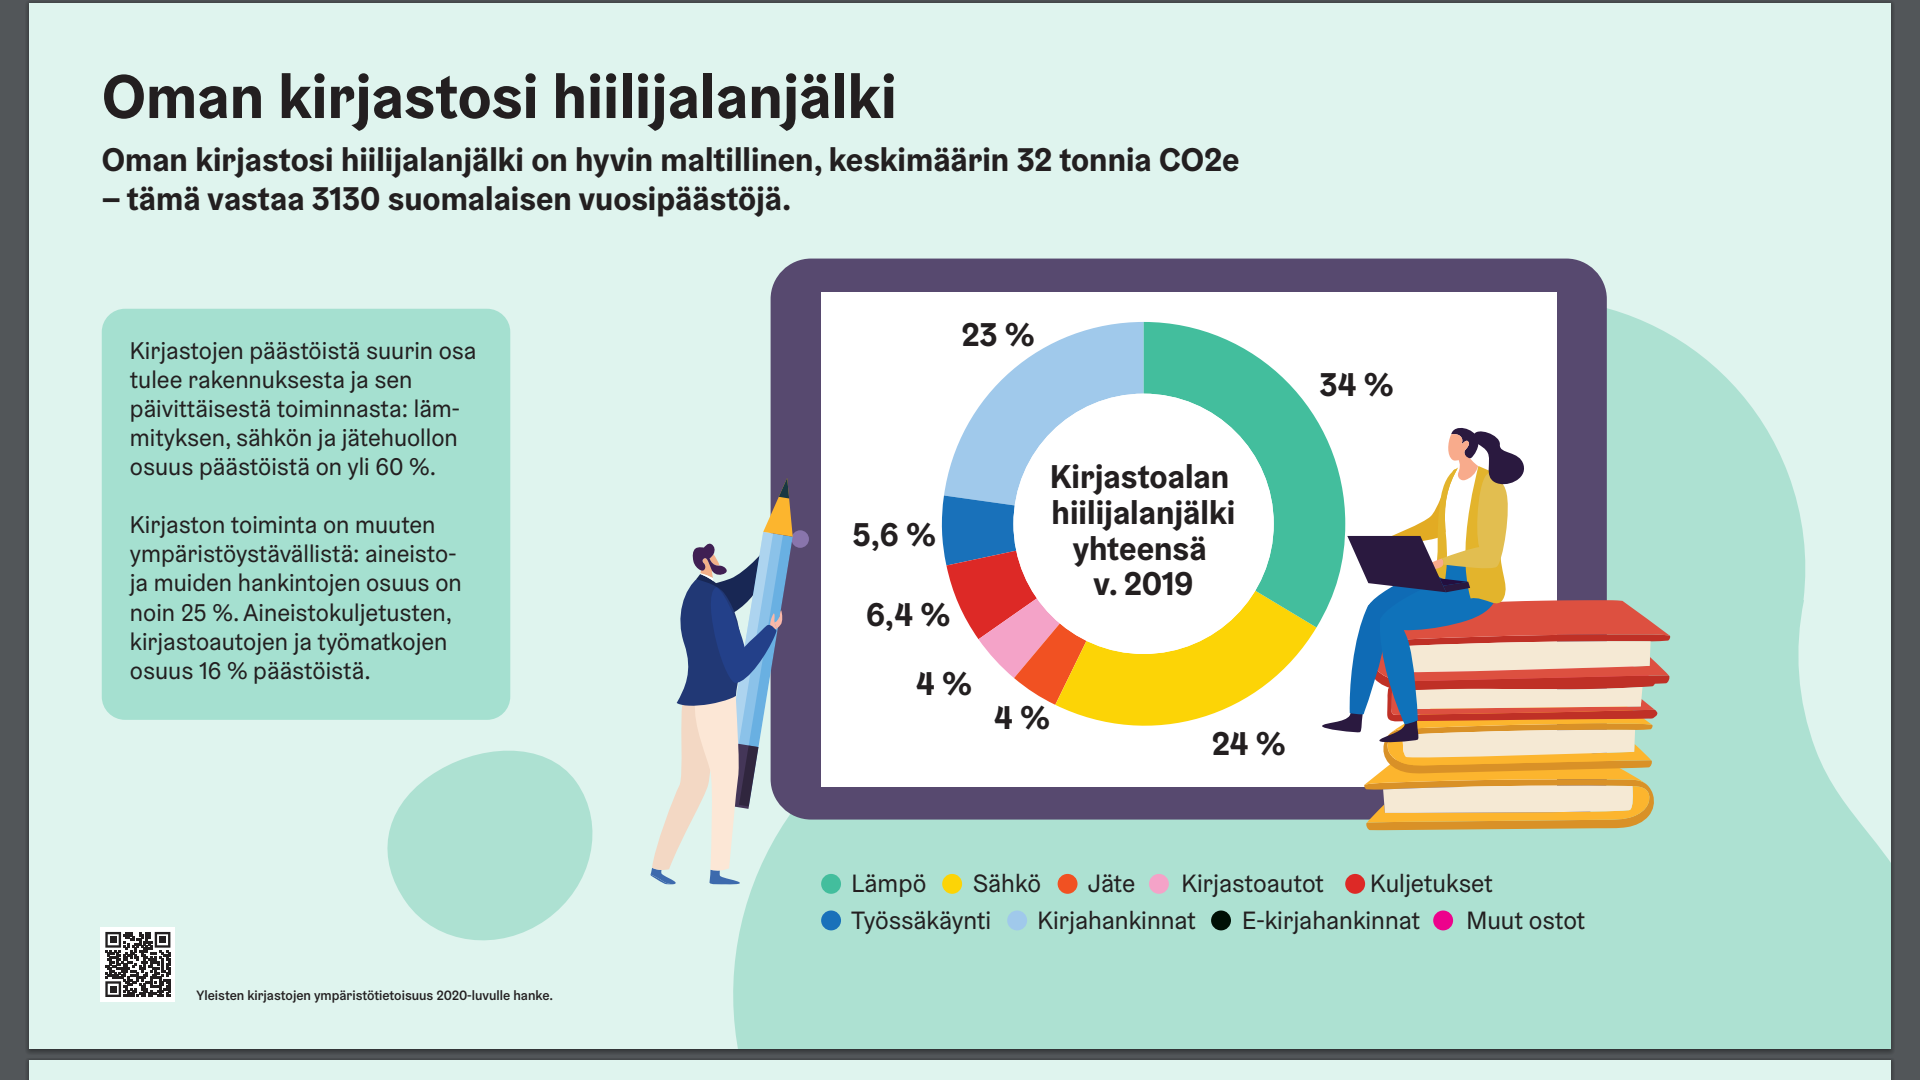 Oman kirjastosi hiilijalanjälki
Oman kirjastosi hiilijalanjälki on hyvin maltillinen, keskimäärin 32 tonnia CO2e
– tämä vastaa 3130 suomalaisen vuosipäästöjä.
Kirjastojen päästöistä suurin osa
tulee rakennuksesta ja sen
päivittäisestä toiminnasta: läm-
mityksen, sähkön ja jätehuollon
osuus päästöistä on yli 60 %.
Kirjaston toiminta on muuten
ympäristöystävällistä: aineisto-
ja muiden hankintojen osuus on
noin 25 %. Aineistokuljetusten,
kirjastoautojen ja työmatkojen
osuus 16 % päästöistä.
23 %
34 %
5,6 %
6,4 %
4 %
4 %
24 %
Kirjastoalan
hiilijalanjälki
yhteensä
v. 2019
Lämpö Sähkö Jäte Kirjastoautot Kuljetukset
Työssäkäynti Kirjahankinnat E-kirjahankinnat Muut ostot
Yleisten kirjastojen ympäristötietoisuus 2020-luvulle hanke.